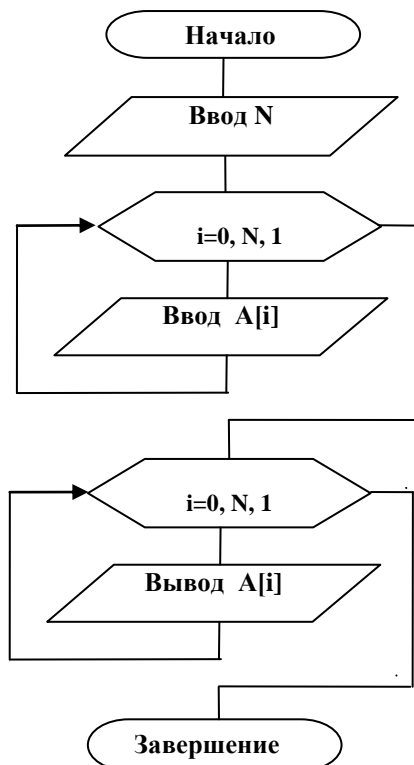 Начало
Ввод N
i=0, N, 1
Ввод A[i]
i=0, N, 1
Вывод A[i]
Завершение